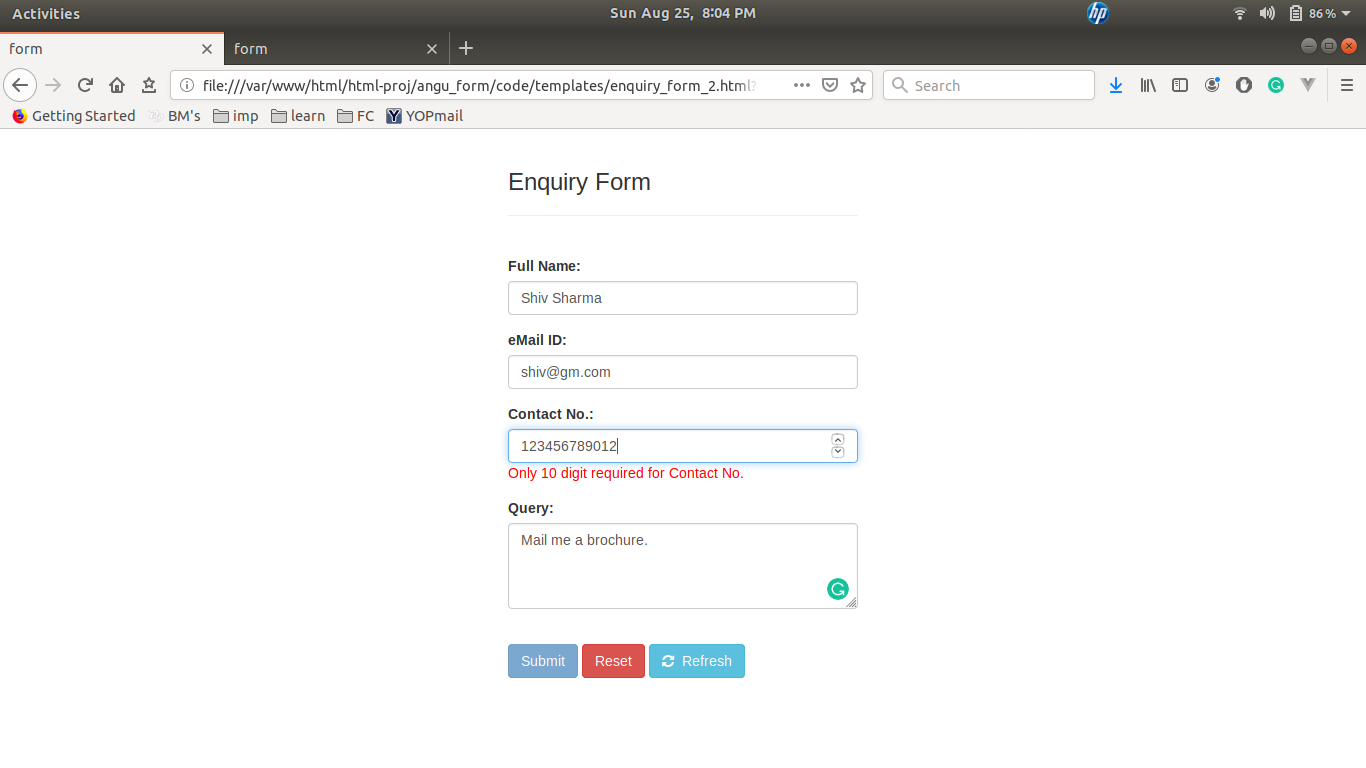 Activities
Sun Aug 25, 8:04 PM
hp
86 %
form
form
file:///var/www/html/html-proj/angu_form/code/templates/enquiry_form_2.html?
Search
Getting Started
BM's
imp
learn
FC
Y
YOPmail
Enquiry Form
Full Name:
Shiv Sharma
eMail ID:
shiv@gm.com
Contact No.:
123456789012
Only 10 digit required for Contact No.
Query:
Mail me a brochure.
Submit
Reset
Refresh